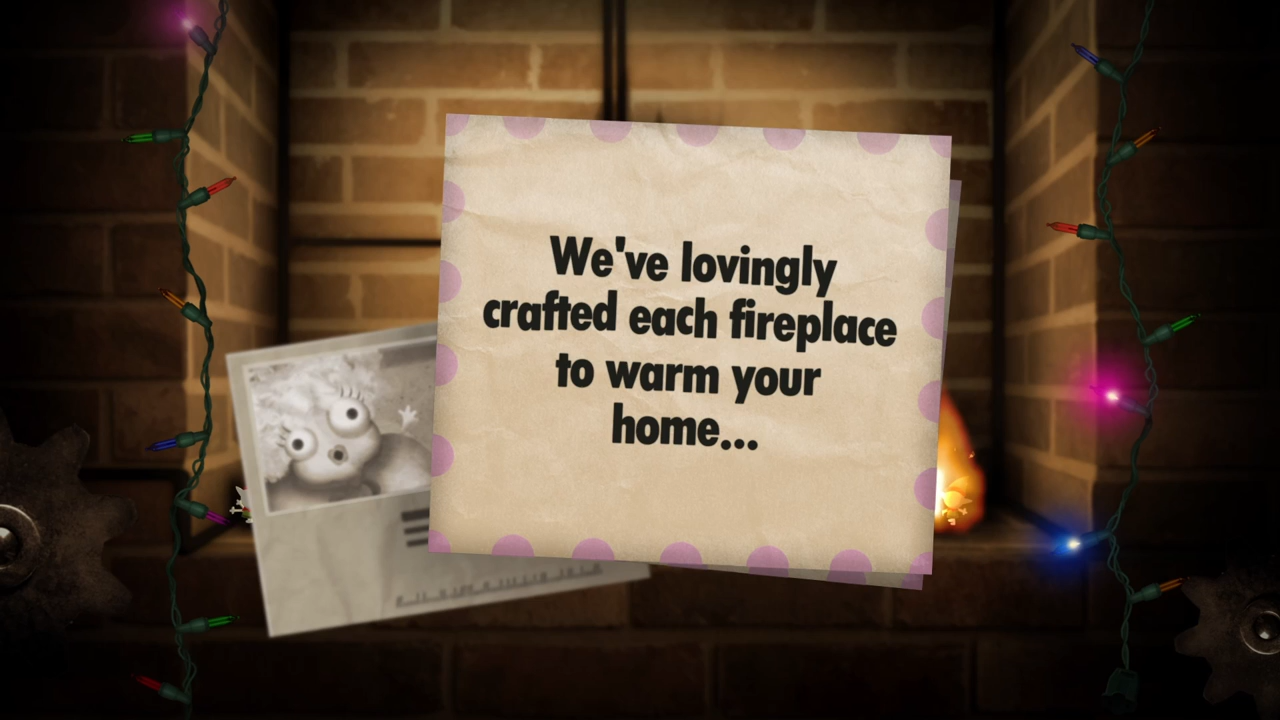 We've lovingly
crafted each fireplace
to warm your
home...